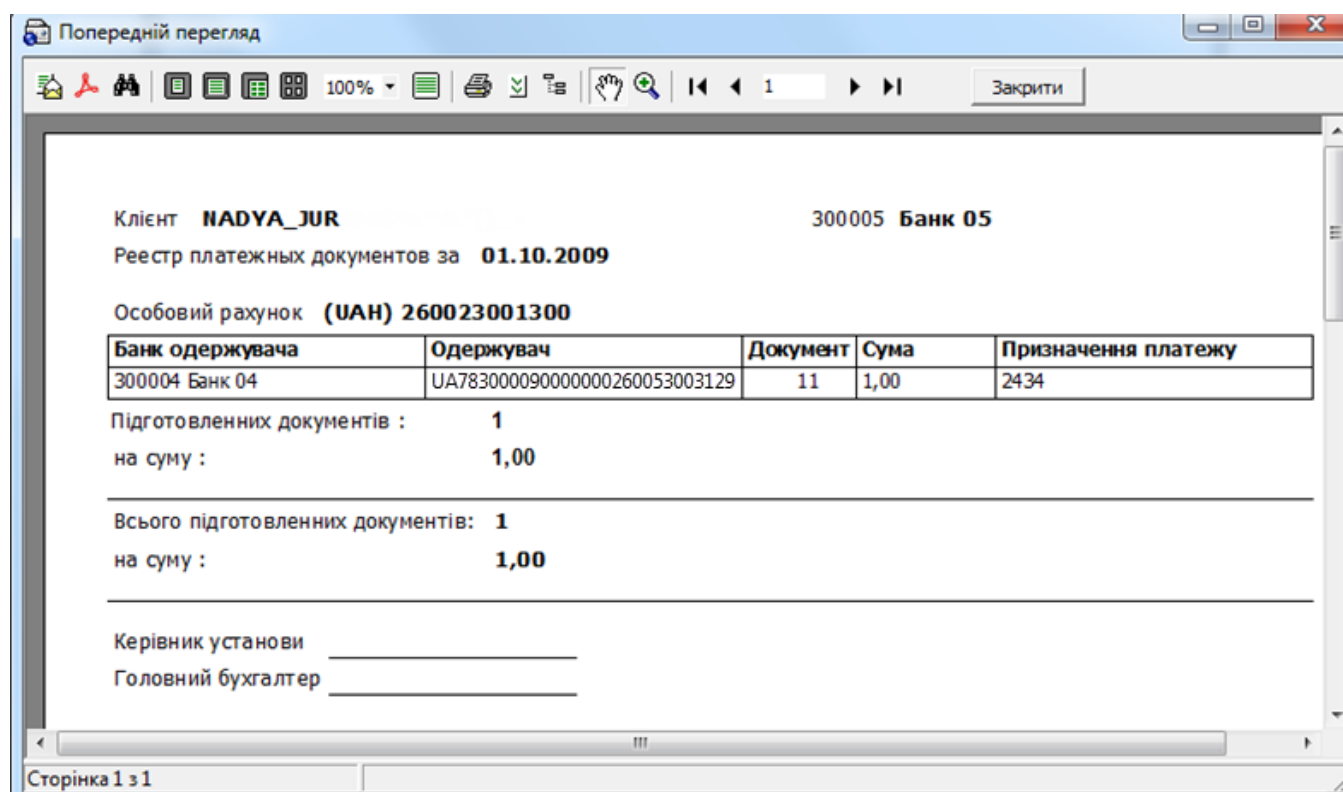 Попередній перегляд
100% 1 Закрити
Клієнт NADYA_JUR 300005 Банк 05
Реестр платежных документов за 01.10.2009
Особовий рахунок (UAH) 260023001300
Банк одержувача Одержувач Документ Сума Призначення платежу
300004 Банк 04 UA783000090000000260053003129 11 1,00 2434
Підготовленних документів : 1
на суму : 1,00
Всього підготовленних документів: 1
на суму : 1,00
Керівник установи
Головний бухгалтер
Сторінка 1 з 1